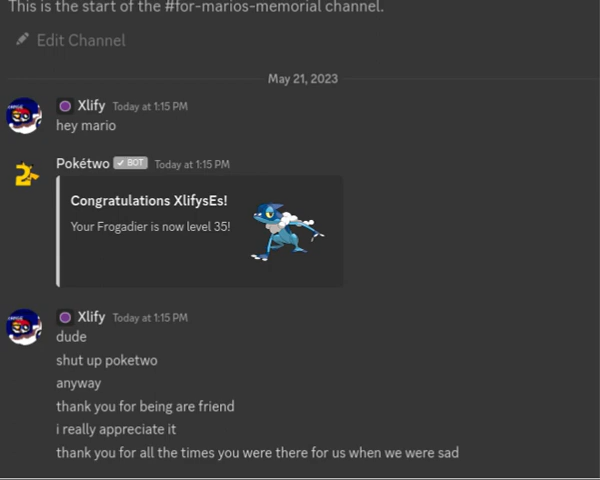 This is the start of the #for-marios-memorial channel.
Edit Channel
May 21, 2023
Xlify Today at 1:15 PM
hey mario
Pokétwo ✓ BOT Today at 1:15 PM
Congratulations XlifysEs!
Your Frogadier is now level 35!
Xlify Today at 1:15 PM
dude
shut up poketwo
anyway
thank you for being are friend
i really appreciate it
thank you for all the times you were there for us when we were sad